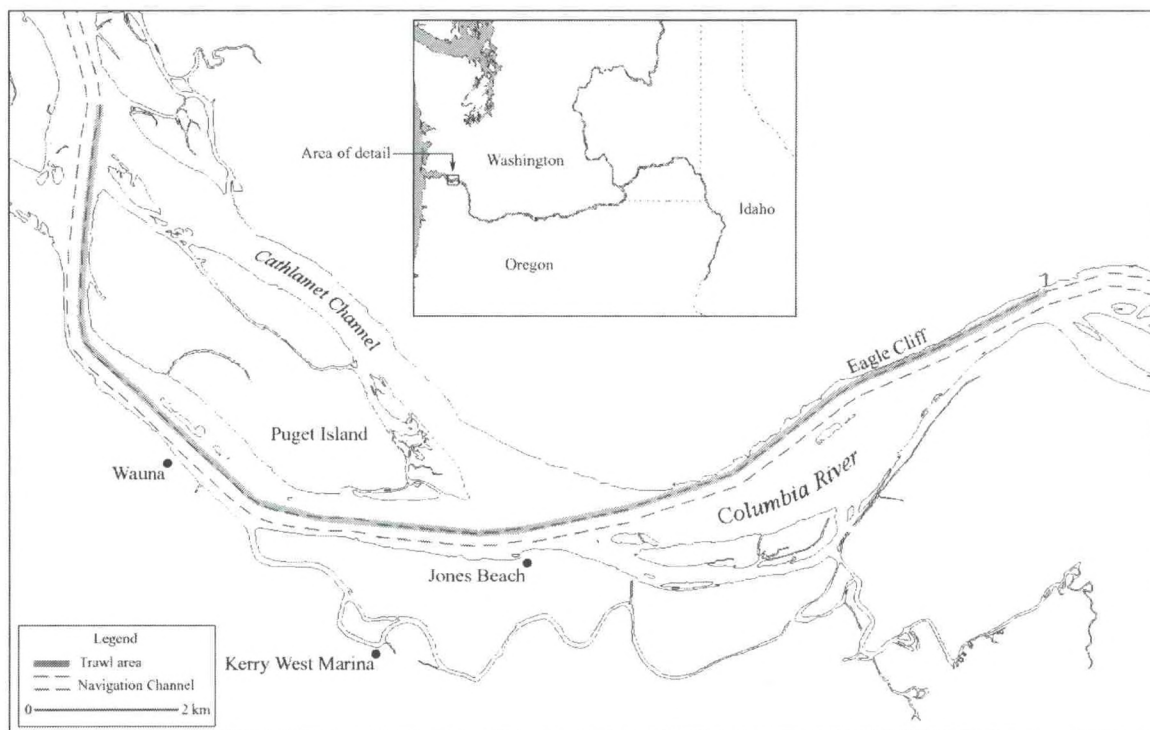 Area of detail
Washington
Idaho
Oregon
Cathlamet Channel
Eagle Cliff
Puget Island
Wauna
Columbia River
Jones Beach
Kerry West Marina
Legend
Trawl area
Navigation Channel
0 2 km